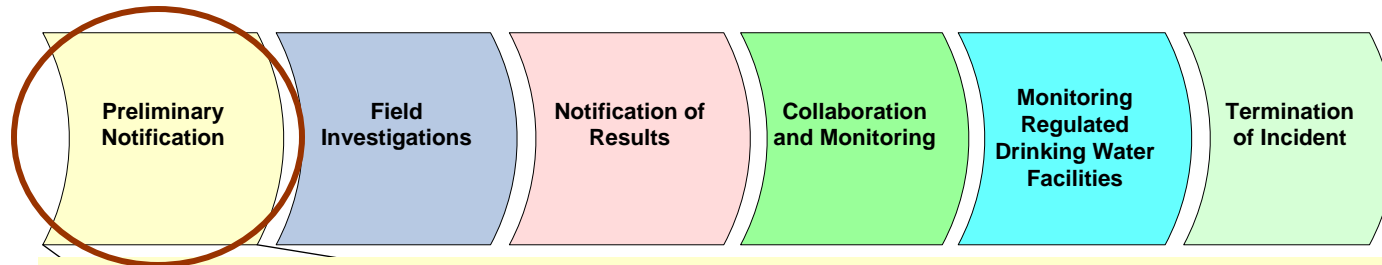 Preliminary
Notification
Field
Investigations
Notification of
Results
Collaboration
and Monitoring
Monitoring
Regulated
Drinking Water
Facilities
Termination
of Incident